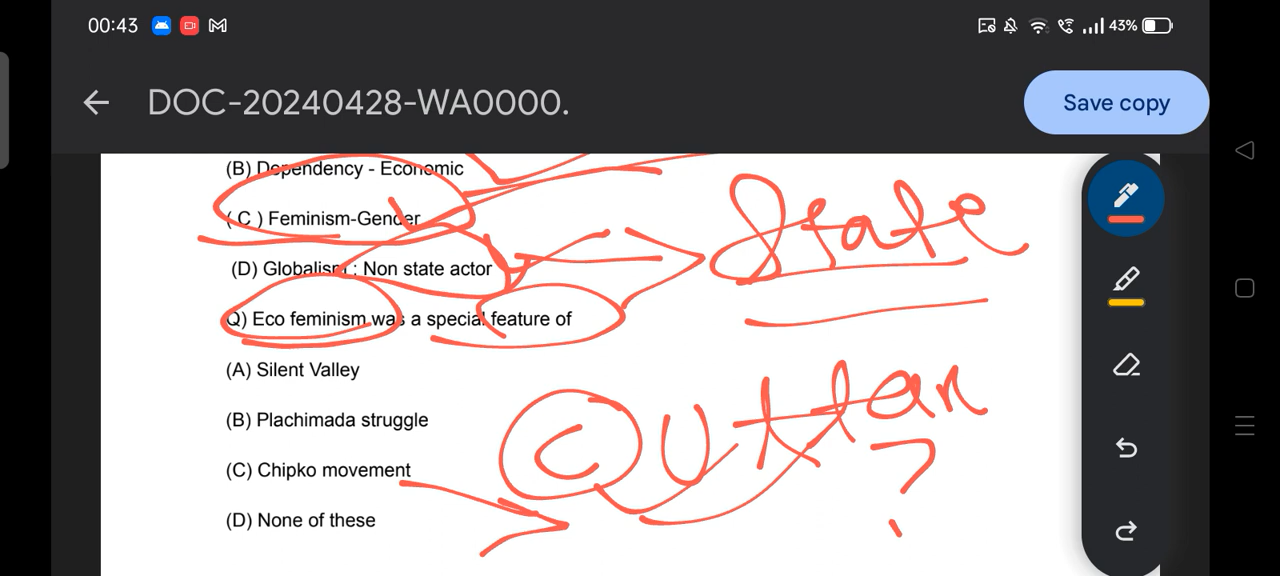 00:43 43%
DOC-20240428-WA0000.
Save copy
(B) Dependency - Economic
( C ) Feminism-Gender
State
(D) Globalism : Non state actor
Q) Eco feminism was a special feature of
(A) Silent Valley
Uttan
(B) Plachimada struggle
C ?
(C) Chipko movement
(D) None of these